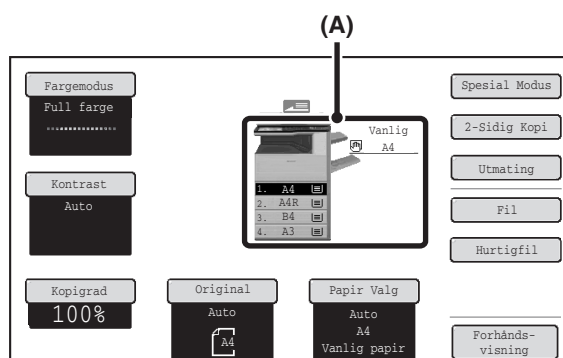 (A)
Fargemodus
Full farge
Kontrast
Auto
Kopigrad
100%
Vanlig
A4
1. A4
2. A4R
3. B4
4. A3
Original
Auto
A4
Papir Valg
Auto
A4
Vanlig papir
Spesial Modus
2-Sidig Kopi
Utmating
Fil
Hurtigfil
Forhånds-
visning